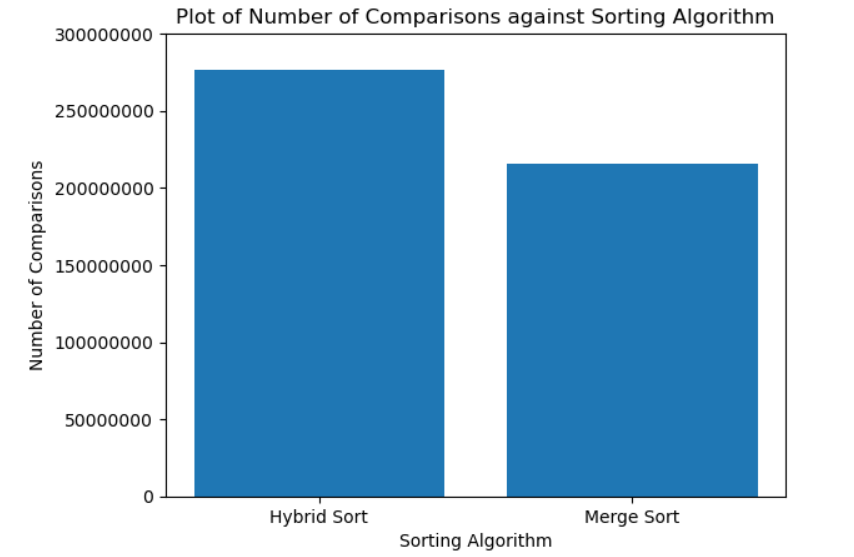 Plot of Number of Comparisons against Sorting Algorithm
300000000
250000000
200000000
150000000
100000000
50000000
0
Number of Comparisons
Hybrid Sort
Merge Sort
Sorting Algorithm